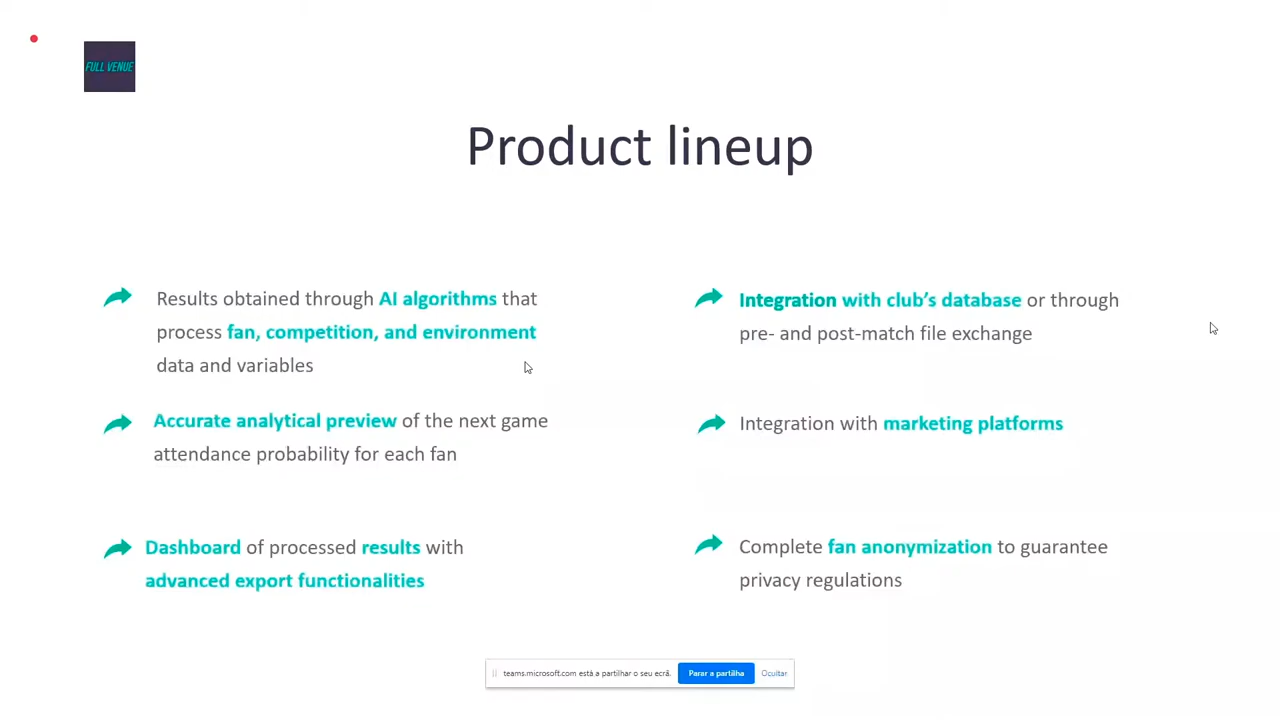 FULL VENUE
Product lineup
Results obtained through AI algorithms that
process fan, competition, and environment
data and variables
Accurate analytical preview of the next game
attendance probability for each fan
Dashboard of processed results with
advanced export functionalities
Integration with club's database or through
pre- and post-match file exchange
Integration with marketing platforms
Complete fan anonymization to guarantee
privacy regulations
teams.microsoft.com está a partilhar o seu ecrã. Parar a partilha Ocultar